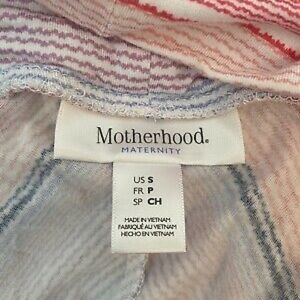 Motherhood®
MATERNITY
US S
FR P
SP CH
MADE IN VIETNAM
FABRIQUÉ AU VIETNAM
HECHO EN VIETNAM